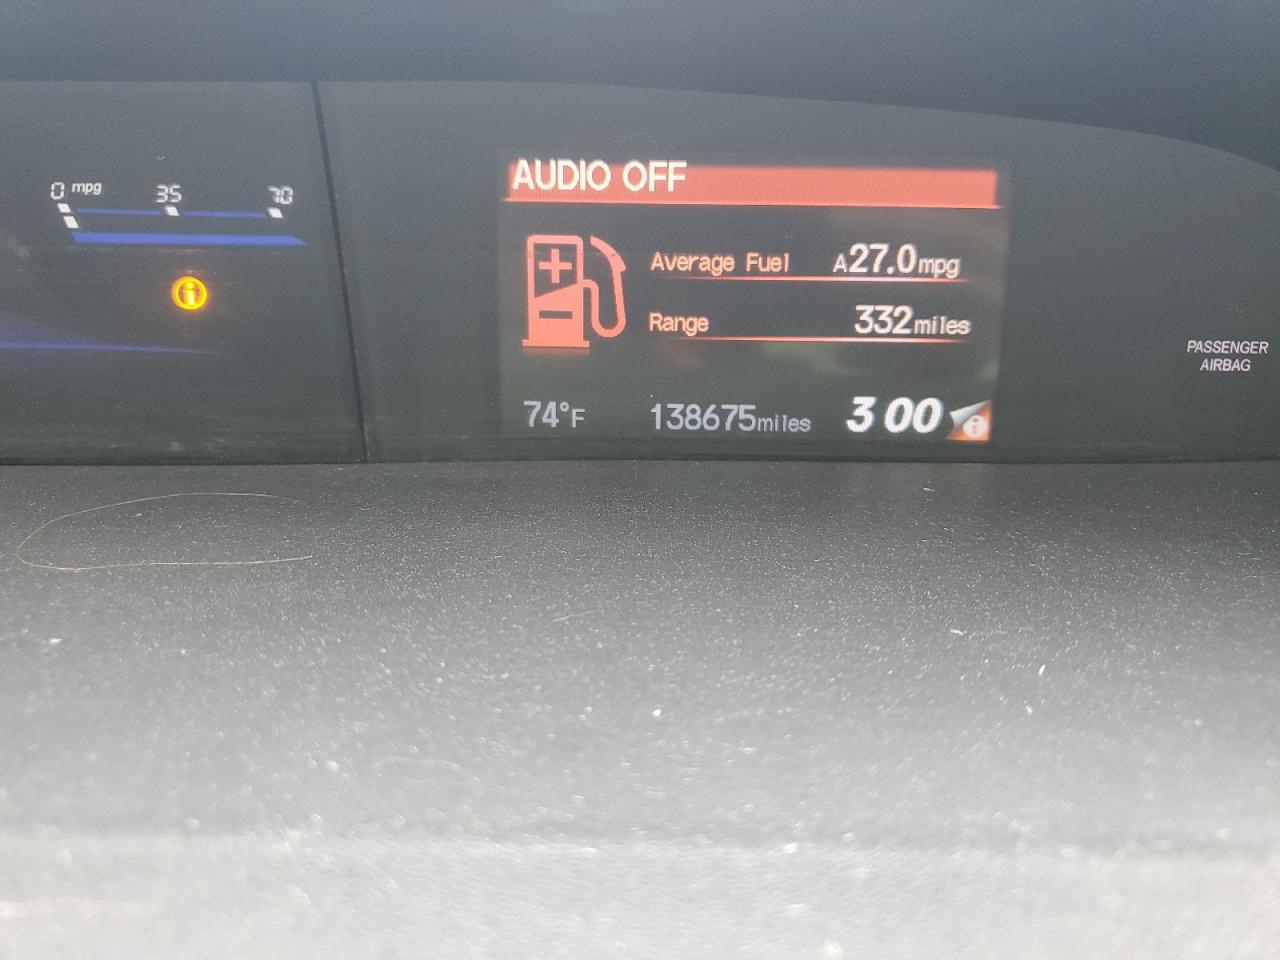 0 mpg 35 70
AUDIO OFF
Average Fuel A27.0mpg
Range 332miles
74°F 138675miles 3 00
PASSENGER
AIRBAG